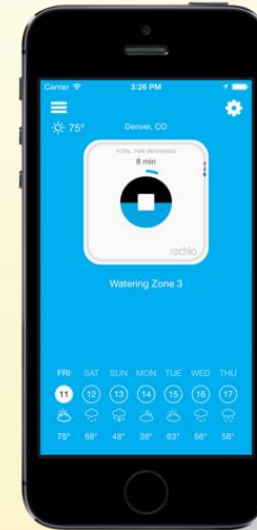 Carrier 3:26 PM
75° Denver, CO
TOTAL TIME REMAINING
8 min
rachio
Watering Zone 3
FRI SAT SUN MON TUE WED THU
11 12 13 14 15 16 17
75° 68° 48° 38° 63° 56° 56°